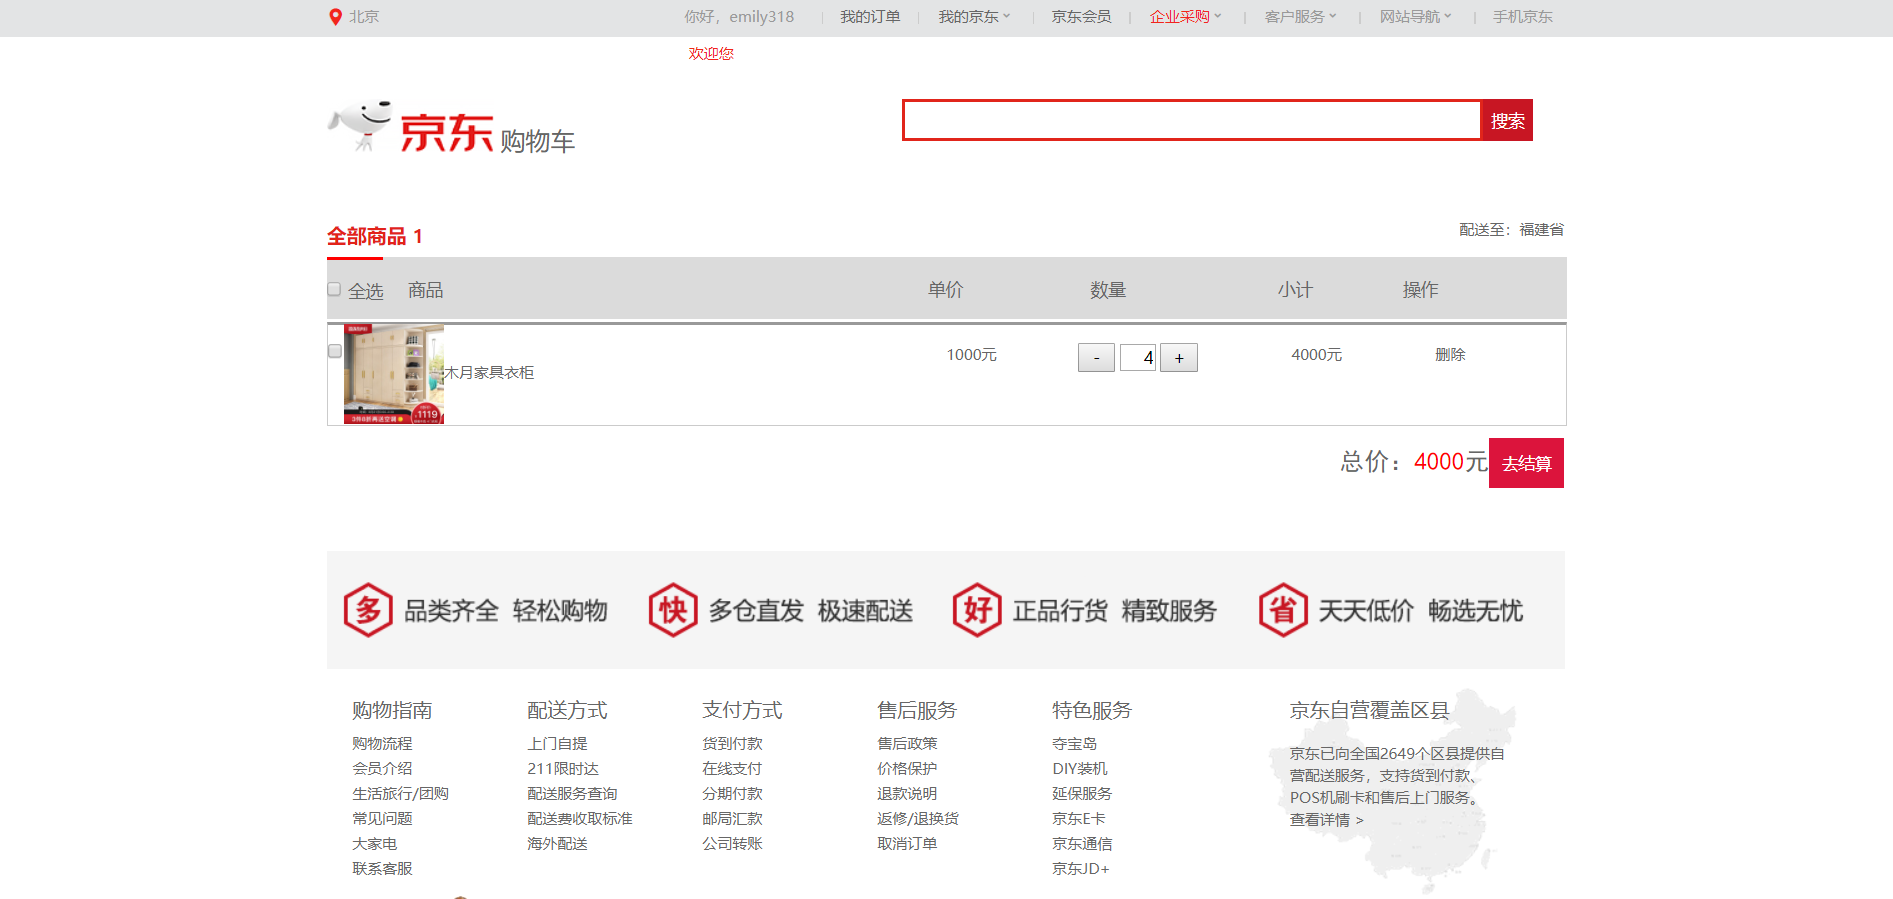 北京 你好，emily318 我的订单 我的京东 京东会员 企业采购 客户服务 网站导航 手机京东
欢迎您
京东 购物车 搜索
全部商品 1 配送至：福建省
全选 商品 单价 数量 小计 操作
木月家具衣柜 1000元 - 4 + 4000元 删除
1119
总价：4000元 去结算
多 品类齐全 轻松购物 快 多仓直发 极速配送 好 正品行货 精致服务 省 天天低价 畅选无忧
购物指南
购物流程
会员介绍
生活旅行/团购
常见问题
大家电
联系客服
配送方式
上门自提
211限时达
配送服务查询
配送费收取标准
海外配送
支付方式
货到付款
在线支付
分期付款
邮局汇款
公司转账
售后服务
售后政策
价格保护
退款说明
返修/退换货
取消订单
特色服务
夺宝岛
DIY装机
延保服务
京东E卡
京东通信
京东JD+
京东自营覆盖区县
京东已向全国2649个区县提供自
营配送服务，支持货到付款、
POS机刷卡和售后上门服务。
查看详情 >